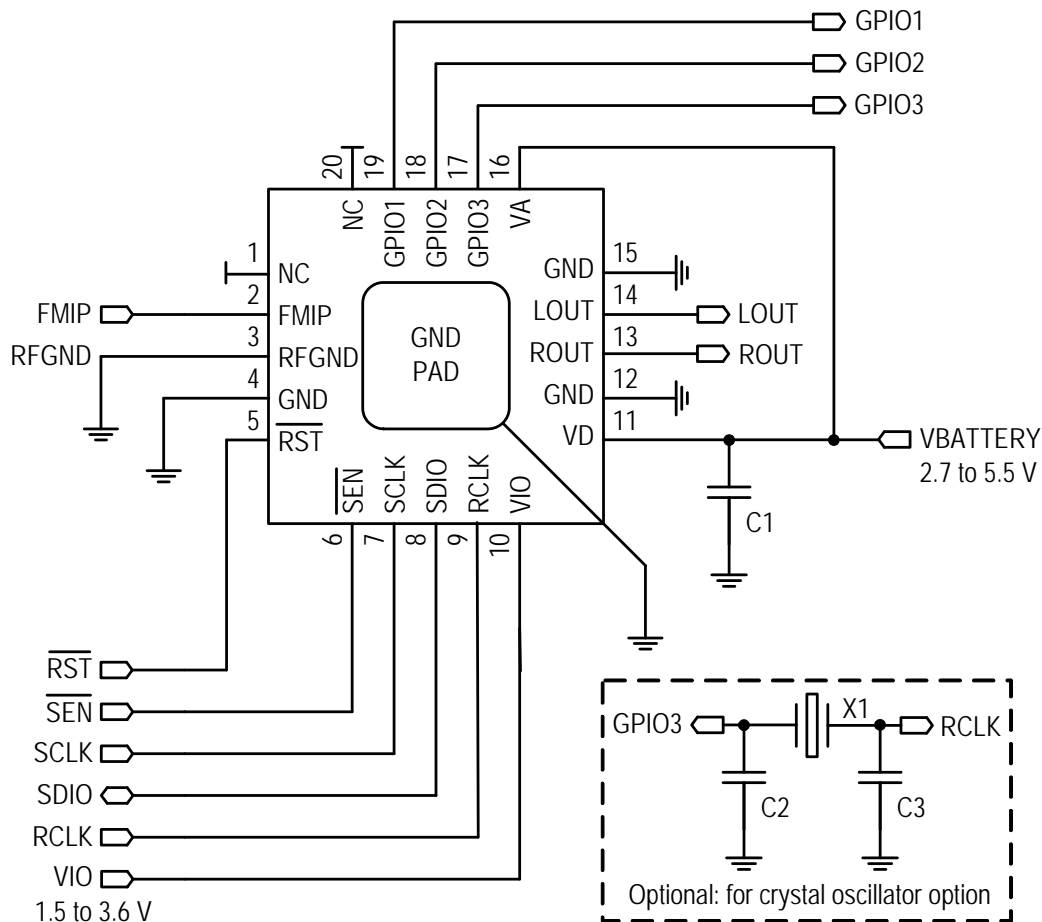 GPIO1
GPIO2
GPIO3
20
19
18
17
16
NC
GPIO1
GPIO2
GPIO3
VA
1
NC
FMIP
2
FMIP
RFGND
3
RFGND
4
GND
5
RST
GND
PAD
GND
15
LOUT
14
LOUT
ROUT
13
ROUT
GND
12
VD
11
VBATTERY
2.7 to 5.5 V
C1
SEN
SCLK
SDIO
RCLK
VIO
6
7
8
9
10
RST
SEN
SCLK
SDIO
RCLK
VIO
1.5 to 3.6 V
GPIO3
X1
RCLK
C2
C3
Optional: for crystal oscillator option